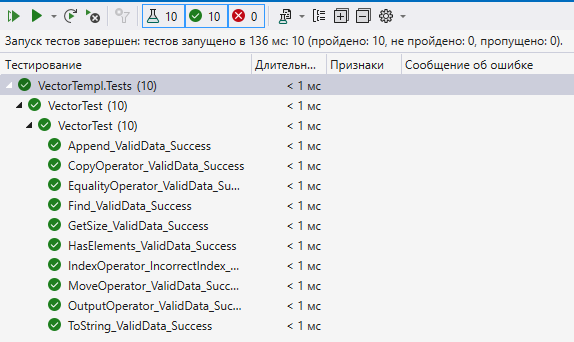 10 10 0
Запуск тестов завершен: тестов запущено в 136 мс: 10 (пройдено: 10, не пройдено: 0, пропущено: 0).
Тестирование Длительн... Признаки Сообщение об ошибке
VectorTempl.Tests (10) < 1 мс
VectorTest (10) < 1 мс
VectorTest (10) < 1 мс
Append_ValidData_Success < 1 мс
CopyOperator_ValidData_Success < 1 мс
EqualityOperator_ValidData_Su... < 1 мс
Find_ValidData_Success < 1 мс
GetSize_ValidData_Success < 1 мс
HasElements_ValidData_Success < 1 мс
IndexOperator_IncorrectIndex_... < 1 мс
MoveOperator_ValidData_Succ... < 1 мс
OutputOperator_ValidData_Suc... < 1 мс
ToString_ValidData_Success < 1 мс